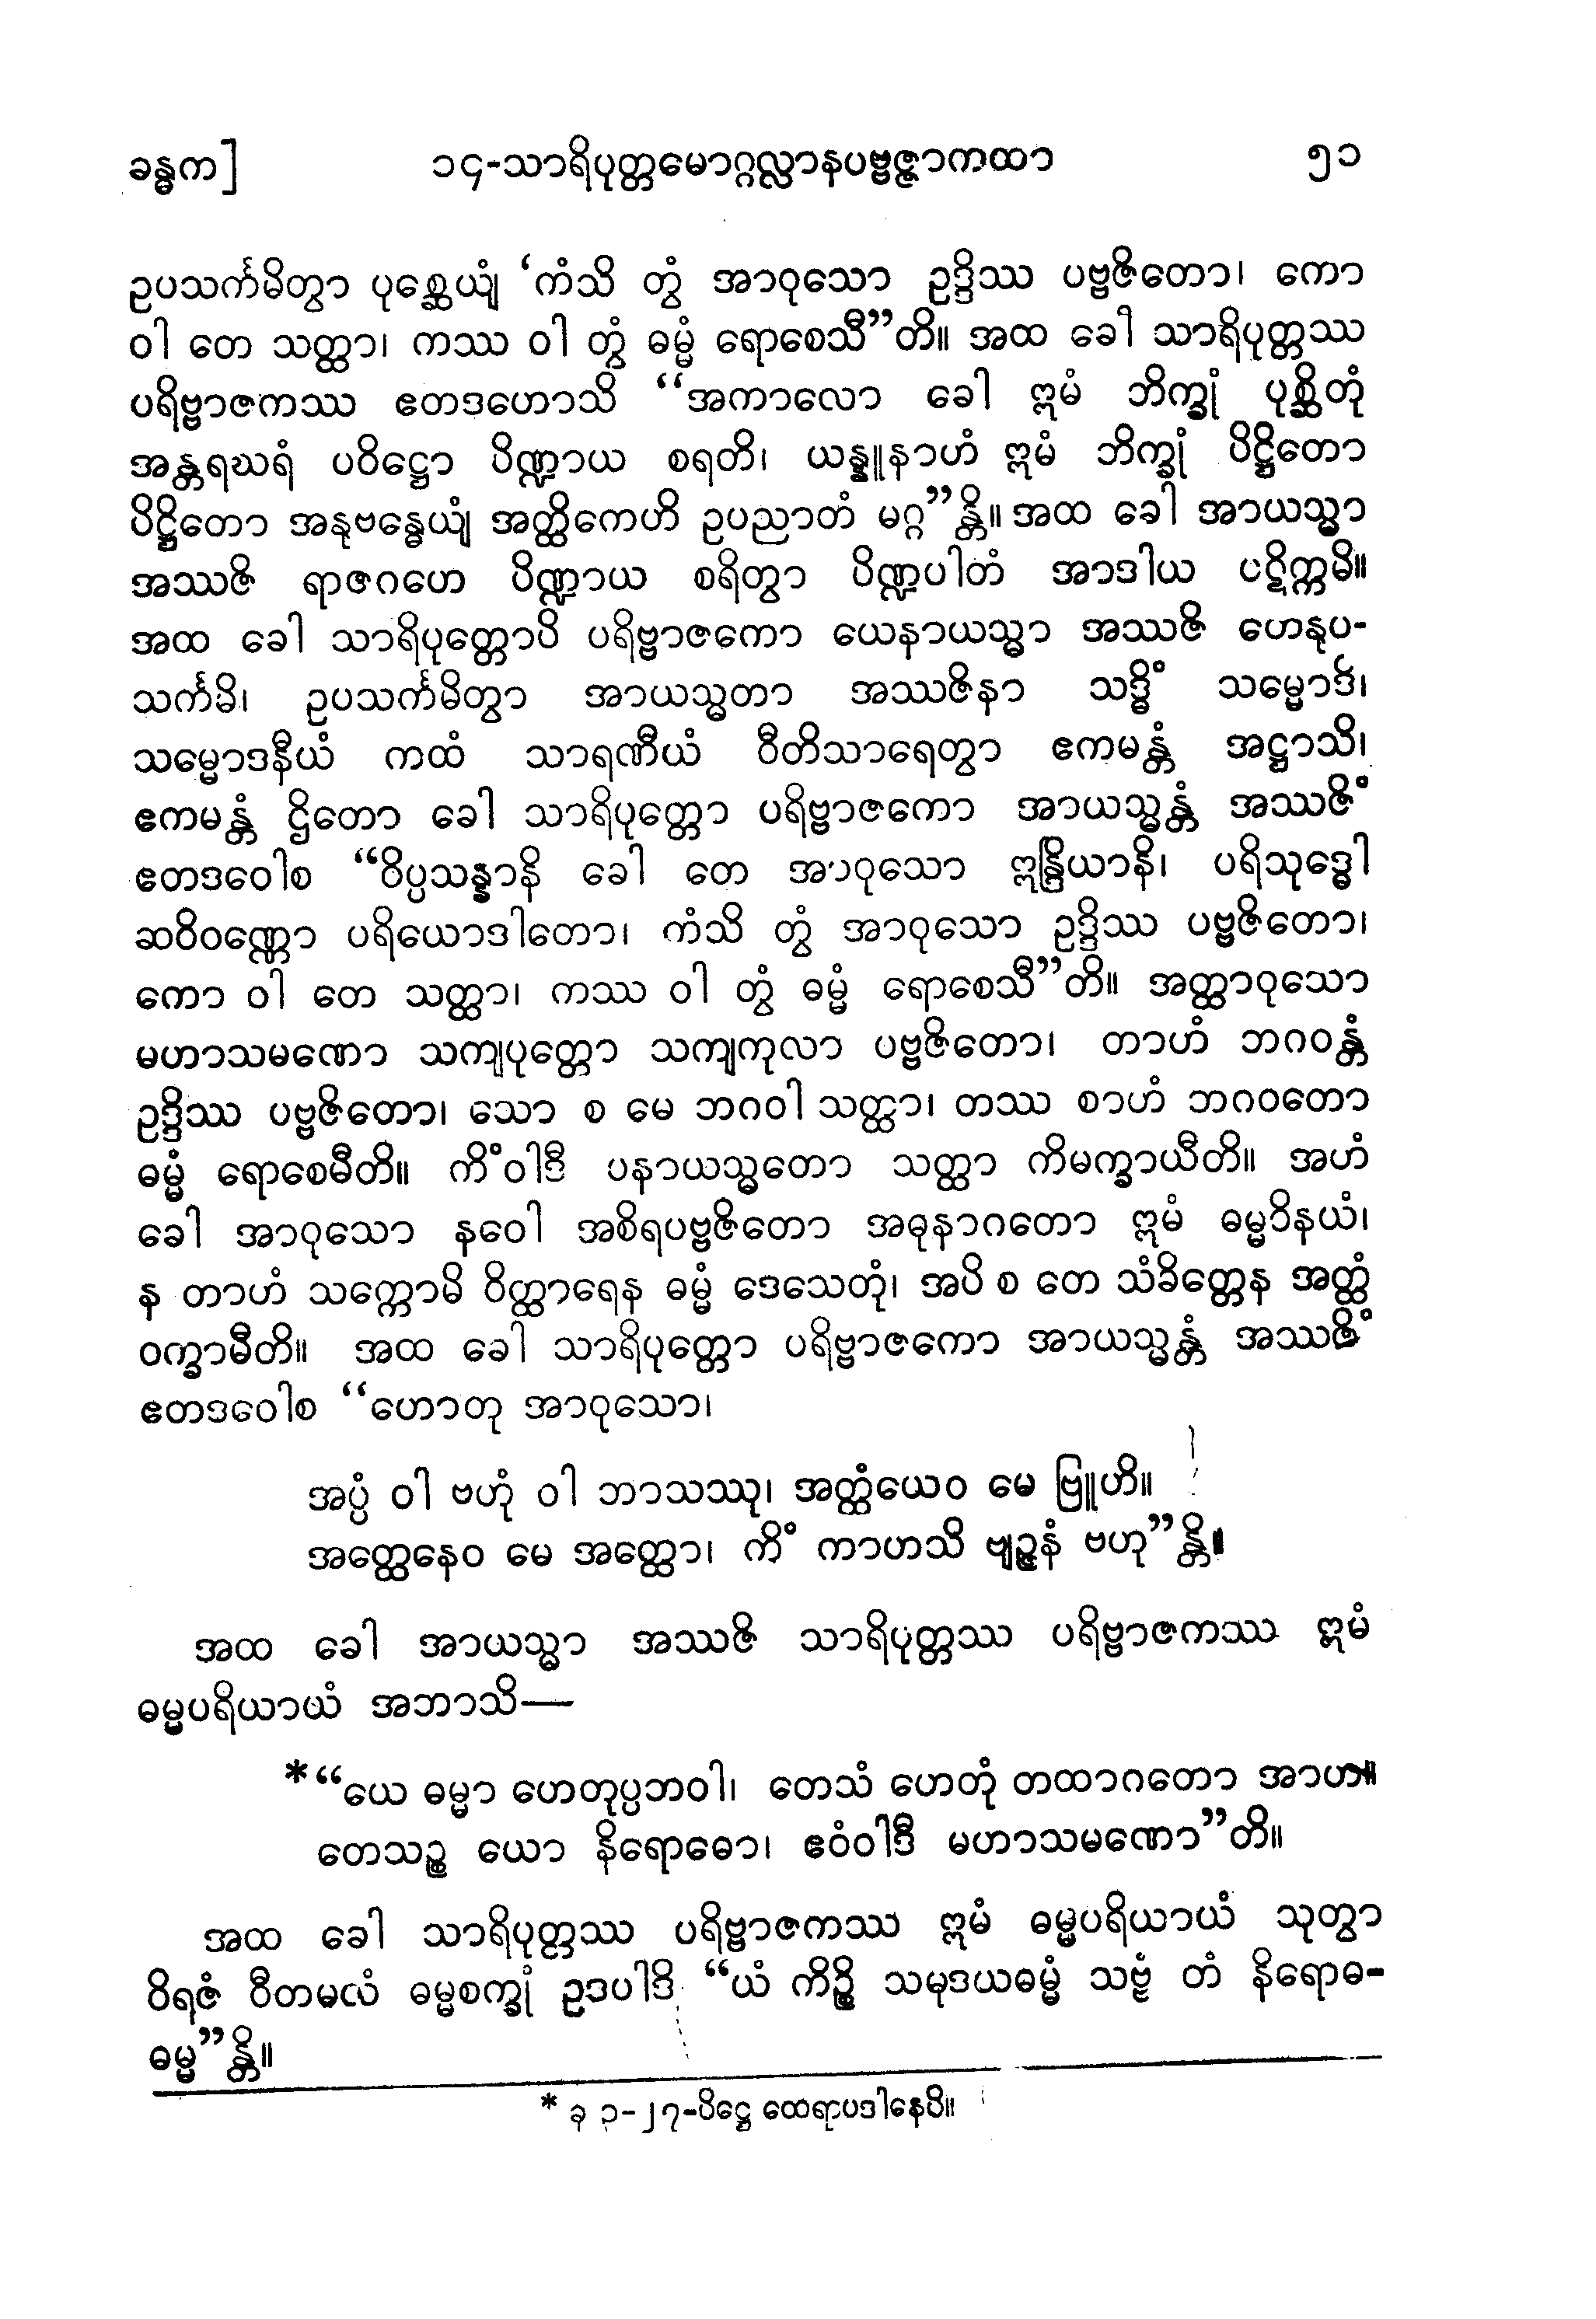 ခန္ဓက] ၁၄-သာရိပုတ္တမောဂ္ဂလ္လာနပဗ္ဗဇ္ဇာကထာ ၅၁
ဥပသင်္ကမိတွာ ပုစ္ဆေယျံ ‘ကံသိ တွံ အာဝုသော ဥဒ္ဒိဿ ပဗ္ဗဇိတော၊ ကော
ဝါ တေ သတ္ထာ၊ ကဿ ဝါ တွံ ဓမ္မံ ရောစေသီ”တိ။ အထ ခေါ သာရိပုတ္တဿ
ပရိဗ္ဗာဇကဿ ဧတဒဟောသိ “အကာလော ခေါ ဣမံ ဘိက္ခုံ ပုစ္ဆိတုံ
အန္တရဃရံ ပဝိဋ္ဌော ပိဏ္ဍာယ စရတိ၊ ယန္နူနာဟံ ဣမံ ဘိက္ခုံ ပိဋ္ဌိတော
ပိဋ္ဌိတော အနုဗန္ဓေယျံ အတ္ထိကေဟိ ဥပညာတံ မဂ္ဂ”န္တိ။ အထ ခေါ အာယသ္မာ
အဿဇိ ရာဇဂဟေ ပိဏ္ဍာယ စရိတွာ ပိဏ္ဍပါတံ အာဒါယ ပဋိက္ကမိ။
အထ ခေါ သာရိပုတ္တောပိ ပရိဗ္ဗာဇကော ယေနာယသ္မာ အဿဇိ တေနုပ-
သင်္ကမိ၊ ဥပသင်္ကမိတွာ အာယသ္မတာ အဿဇိနာ သဒ္ဓိံ သမ္မောဒိ၊
သမ္မောဒနီယံ ကထံ သာရဏီယံ ဝီတိသာရေတွာ ဧကမန္တံ အဋ္ဌာသိ၊
ဧကမန္တံ ဌိတော ခေါ သာရိပုတ္တော ပရိဗ္ဗာဇကော အာယသ္မန္တံ အဿဇိံ
ဧတဒဝေါစ “ဝိပ္ပသန္နာနိ ခေါ တေ အာဝုသော ဣန္ဒြိယာနိ၊ ပရိသုဒ္ဓေါ
ဆဝိဝဏ္ဏော ပရိယောဒါတော၊ ကံသိ တွံ အာဝုသော ဥဒ္ဒိဿ ပဗ္ဗဇိတော၊
ကော ဝါ တေ သတ္ထာ၊ ကဿ ဝါ တွံ ဓမ္မံ ရောစေသီ”တိ။ အတ္ထာဝုသော
မဟာသမဏော သကျပုတ္တော သကျကုလာ ပဗ္ဗဇိတော၊ တာဟံ ဘဂဝန္တံ
ဥဒ္ဒိဿ ပဗ္ဗဇိတော၊ သော စ မေ ဘဂဝါ သတ္ထာ၊ တဿ စာဟံ ဘဂဝတော
ဓမ္မံ ရောစေမီတိ။ ကိံဝါဒီ ပနာယသ္မတော သတ္ထာ ကိမက္ခာယီတိ။ အဟံ
ခေါ အာဝုသော နဝေါ အစိရပဗ္ဗဇိတော အဓုနာဂတော ဣမံ ဓမ္မဝိနယံ၊
န တာဟံ သက္ကောမိ ဝိတ္ထာရေန ဓမ္မံ ဒေသေတုံ၊ အပိ စ တေ သံခိတ္တေန အတ္ထံ
ဝက္ခာမီတိ။ အထ ခေါ သာရိပုတ္တော ပရိဗ္ဗာဇကော အာယသ္မန္တံ အဿဇိံ
ဧတဒဝေါစ “ဟောတု အာဝုသော၊
အပ္ပံ ဝါ ဗဟုံ ဝါ ဘာသဿု၊ အတ္ထံယေဝ မေ ဗြူဟိ။
အတ္ထေနေဝ မေ အတ္ထော၊ ကိံ ကာဟသိ ဗျဉ္ဇနံ ဗဟု”န္တိ။
အထ ခေါ အာယသ္မာ အဿဇိ သာရိပုတ္တဿ ပရိဗ္ဗာဇကဿ ဣမံ
ဓမ္မပရိယာယံ အဘာသိ—
*“ယေ ဓမ္မာ ဟေတုပ္ပဘဝါ၊ တေသံ ဟေတုံ တထာဂတော အာဟ။
တေသဉ္စ ယော နိရောဓော၊ ဧဝံဝါဒီ မဟာသမဏော”တိ။
အထ ခေါ သာရိပုတ္တဿ ပရိဗ္ဗာဇကဿ ဣမံ ဓမ္မပရိယာယံ သုတွာ
ဝိရဇံ ဝီတမလံ ဓမ္မစက္ခုံ ဥဒပါဒိ “ယံ ကိဉ္စိ သမုဒယဓမ္မံ သဗ္ဗံ တံ နိရောဓ-
ဓမ္မ”န္တိ။
* ခု ၃-၂၇-ပိဋ္ဌေ ထေရာပဒါနေပိ။